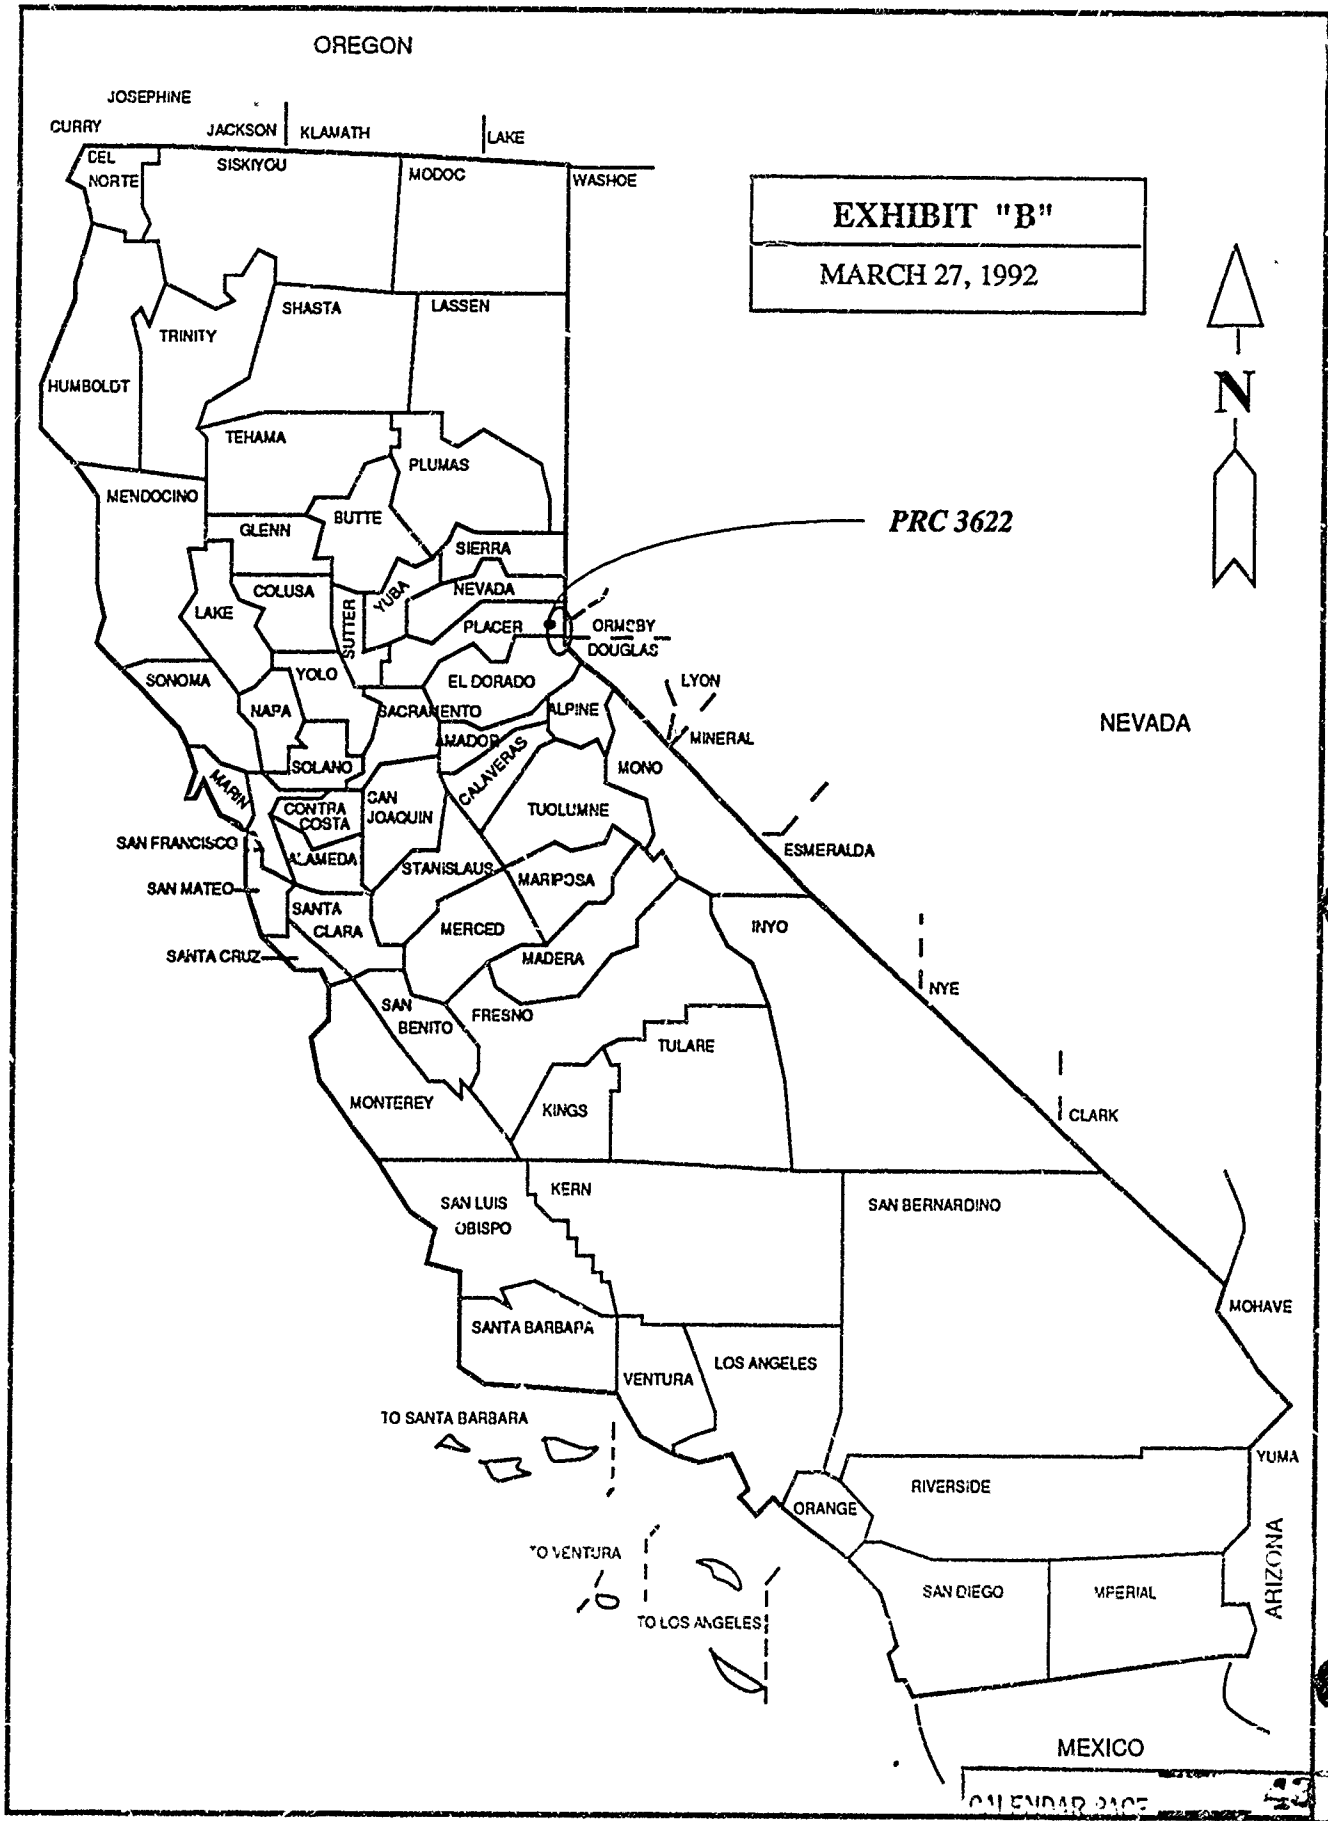 OREGON
JOSEPHINE
CURRY
JACKSON
KLAMATH
LAKE
DEL
NORTE
SISKIYOU
MODOC
WASHOE
EXHIBIT "B"
MARCH 27, 1992
N
SHASTA
LASSEN
TRINITY
HUMBOLDT
TEHAMA
PLUMAS
MENDOCINO
BUTTE
GLENN
PRC 3622
SIERRA
COLUSA
YUBA
NEVADA
LAKE
SUTTER
PLACER
ORMSBY
DOUGLAS
SONOMA
YOLO
EL DORADO
LYON
NAPA
SACRAMENTO
ALPINE
NEVADA
AMADOR
MINERAL
SOLANO
CALAVERAS
MONO
MARIN
CONTRA
COSTA
SAN
JOAQUIN
TUOLUMNE
SAN FRANCISCO
ALAMEDA
STANISLAUS
ESMERALDA
SAN MATEO
MARIPOSA
SANTA
CLARA
MERCED
INYO
SANTA CRUZ
MADERA
NYE
SAN
BENITO
FRESNO
TULARE
MONTEREY
KINGS
CLARK
KERN
SAN LUIS
OBISPO
SAN BERNARDINO
MOHAVE
SANTA BARBARA
LOS ANGELES
VENTURA
TO SANTA BARBARA
YUMA
RIVERSIDE
ORANGE
TO VENTURA
ARIZONA
SAN DIEGO
MPERIAL
TO LOS ANGELES
MEXICO
CALENDAR PAGE